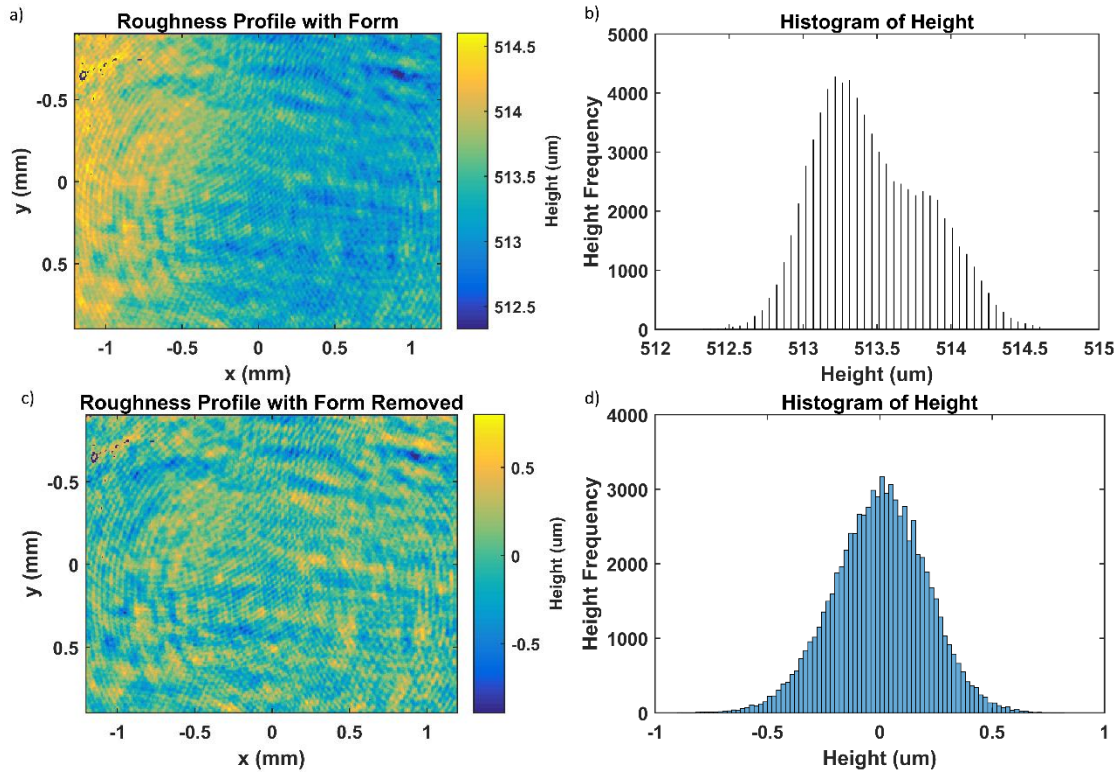 a)
Roughness Profile with Form
-0.5
0
0.5
y (mm)
-1
-0.5
0
0.5
1
x (mm)
514.5
514
513.5
513
512.5
Height (um)
b)
Histogram of Height
5000
4000
3000
2000
1000
0
Height Frequency
512
512.5
513
513.5
514
514.5
515
Height (um)
c)
Roughness Profile with Form Removed
-0.5
0
0.5
y (mm)
-1
-0.5
0
0.5
1
x (mm)
0.5
0
-0.5
Height (um)
d)
Histogram of Height
4000
3000
2000
1000
0
Height Frequency
-1
-0.5
0
0.5
1
Height (um)